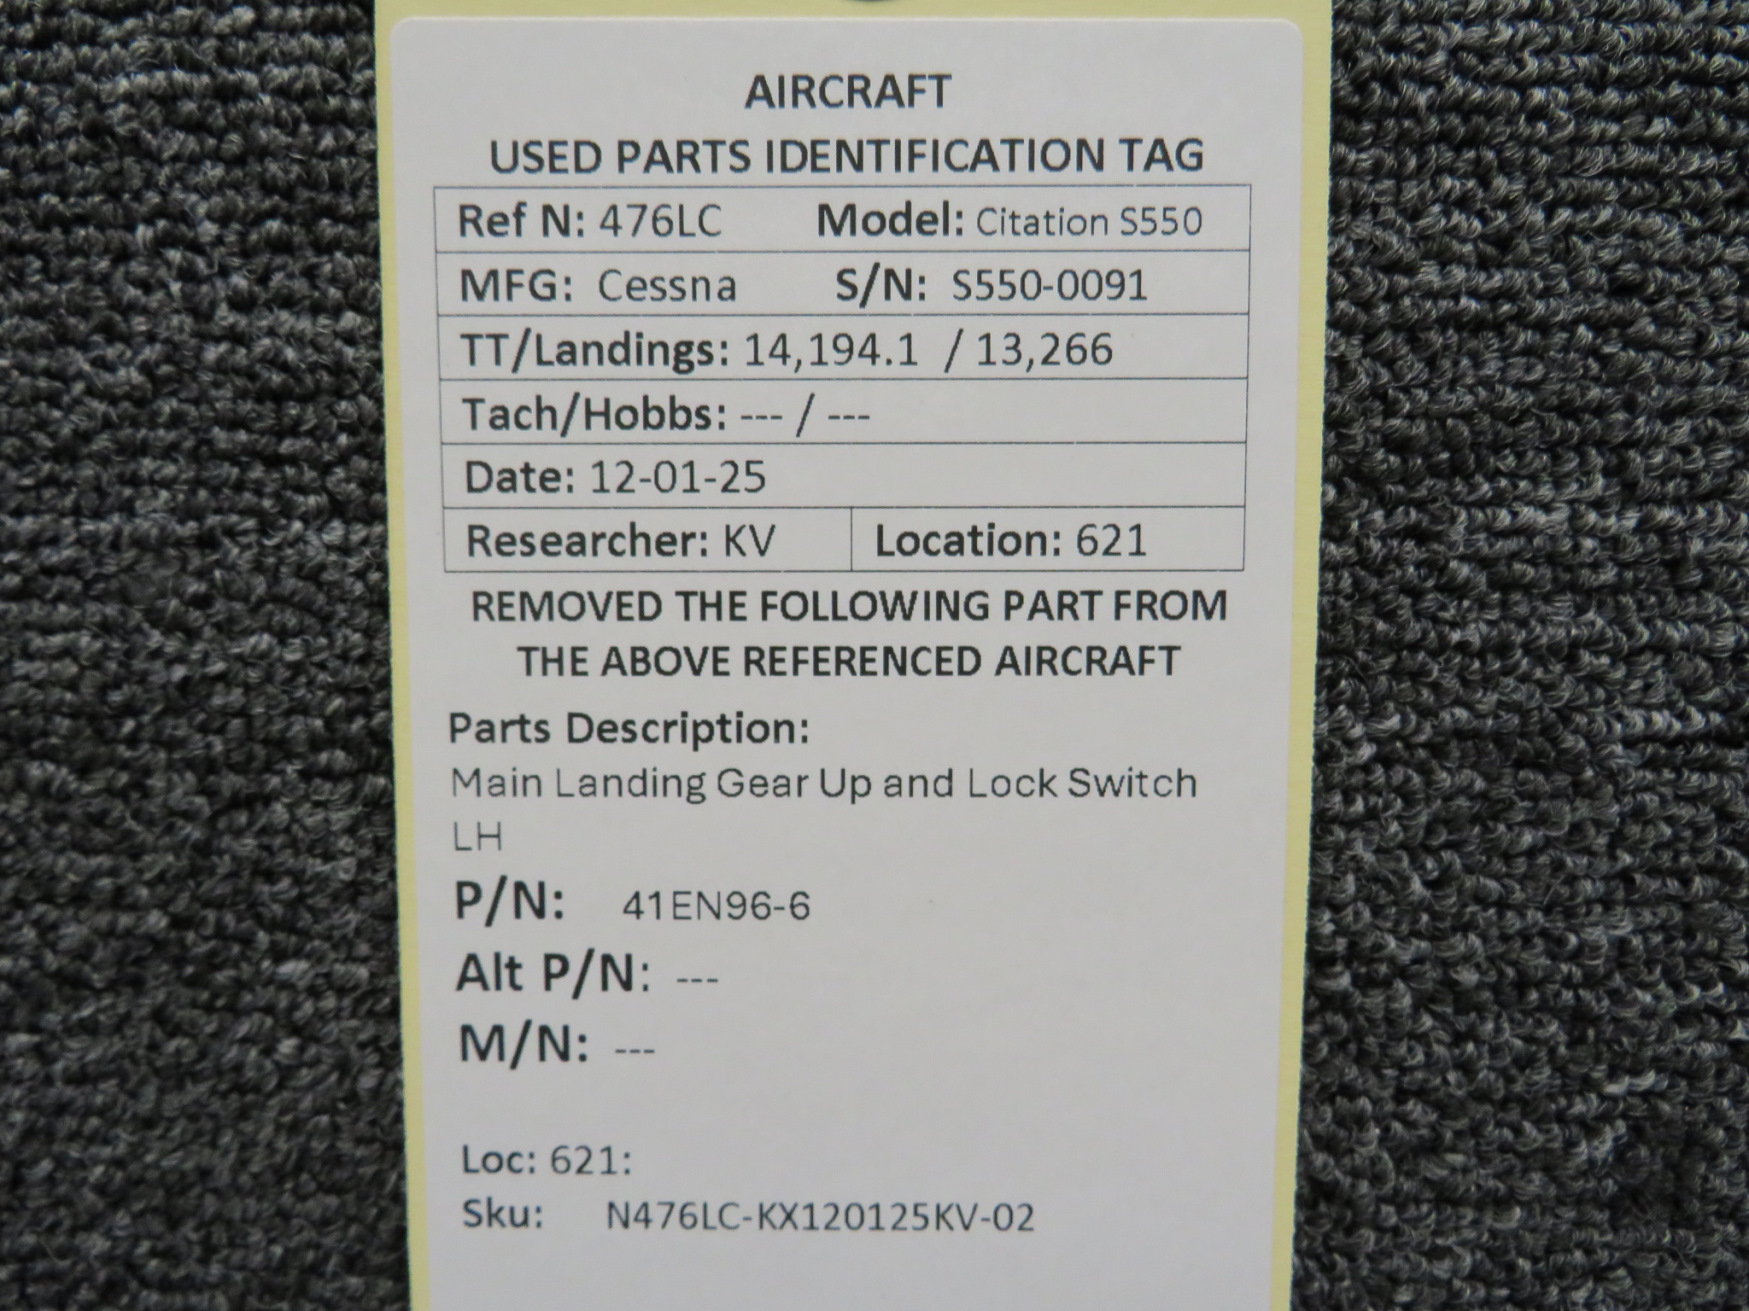 AIRCRAFT
USED PARTS IDENTIFICATION TAG
Ref N: 476LC Model: Citation S550
MFG: Cessna S/N: S550-0091
TT/Landings: 14,194.1 / 13,266
Tach/Hobbs: --- / ---
Date: 12-01-25
Researcher: KV Location: 621
REMOVED THE FOLLOWING PART FROM
THE ABOVE REFERENCED AIRCRAFT
Parts Description:
Main Landing Gear Up and Lock Switch
LH
P/N: 41EN96-6
Alt P/N: ---
M/N: ---
Loc: 621:
Sku: N476LC-KX120125KV-02